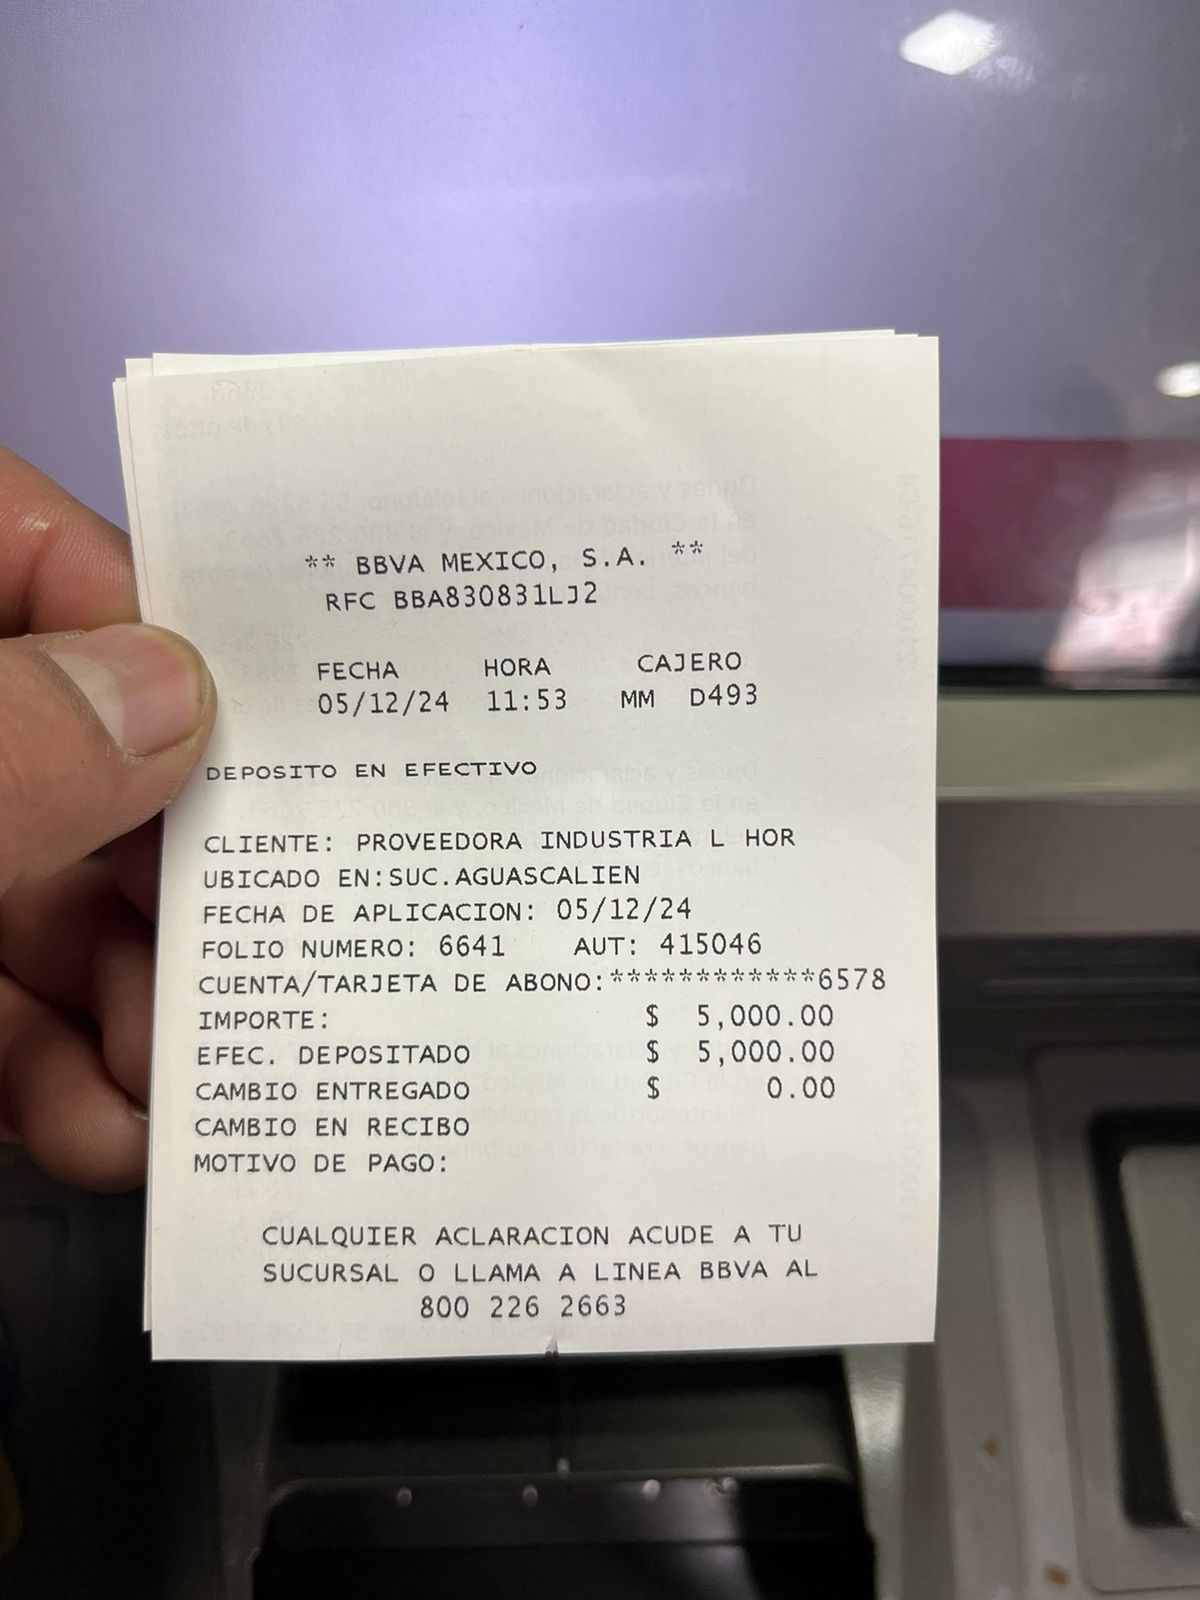 ** BBVA MEXICO, S.A. **
RFC BBA830831LJ2
FECHA HORA CAJERO
05/12/24 11:53 MM D493
DEPOSITO EN EFECTIVO
CLIENTE: PROVEEDORA INDUSTRIA L HOR
UBICADO EN:SUC.AGUASCALIEN
FECHA DE APLICACION: 05/12/24
FOLIO NUMERO: 6641 AUT: 415046
CUENTA/TARJETA DE ABONO:************6578
IMPORTE: $ 5,000.00
EFEC. DEPOSITADO $ 5,000.00
CAMBIO ENTREGADO $ 0.00
CAMBIO EN RECIBO
MOTIVO DE PAGO:
CUALQUIER ACLARACION ACUDE A TU
SUCURSAL O LLAMA A LINEA BBVA AL
800 226 2663